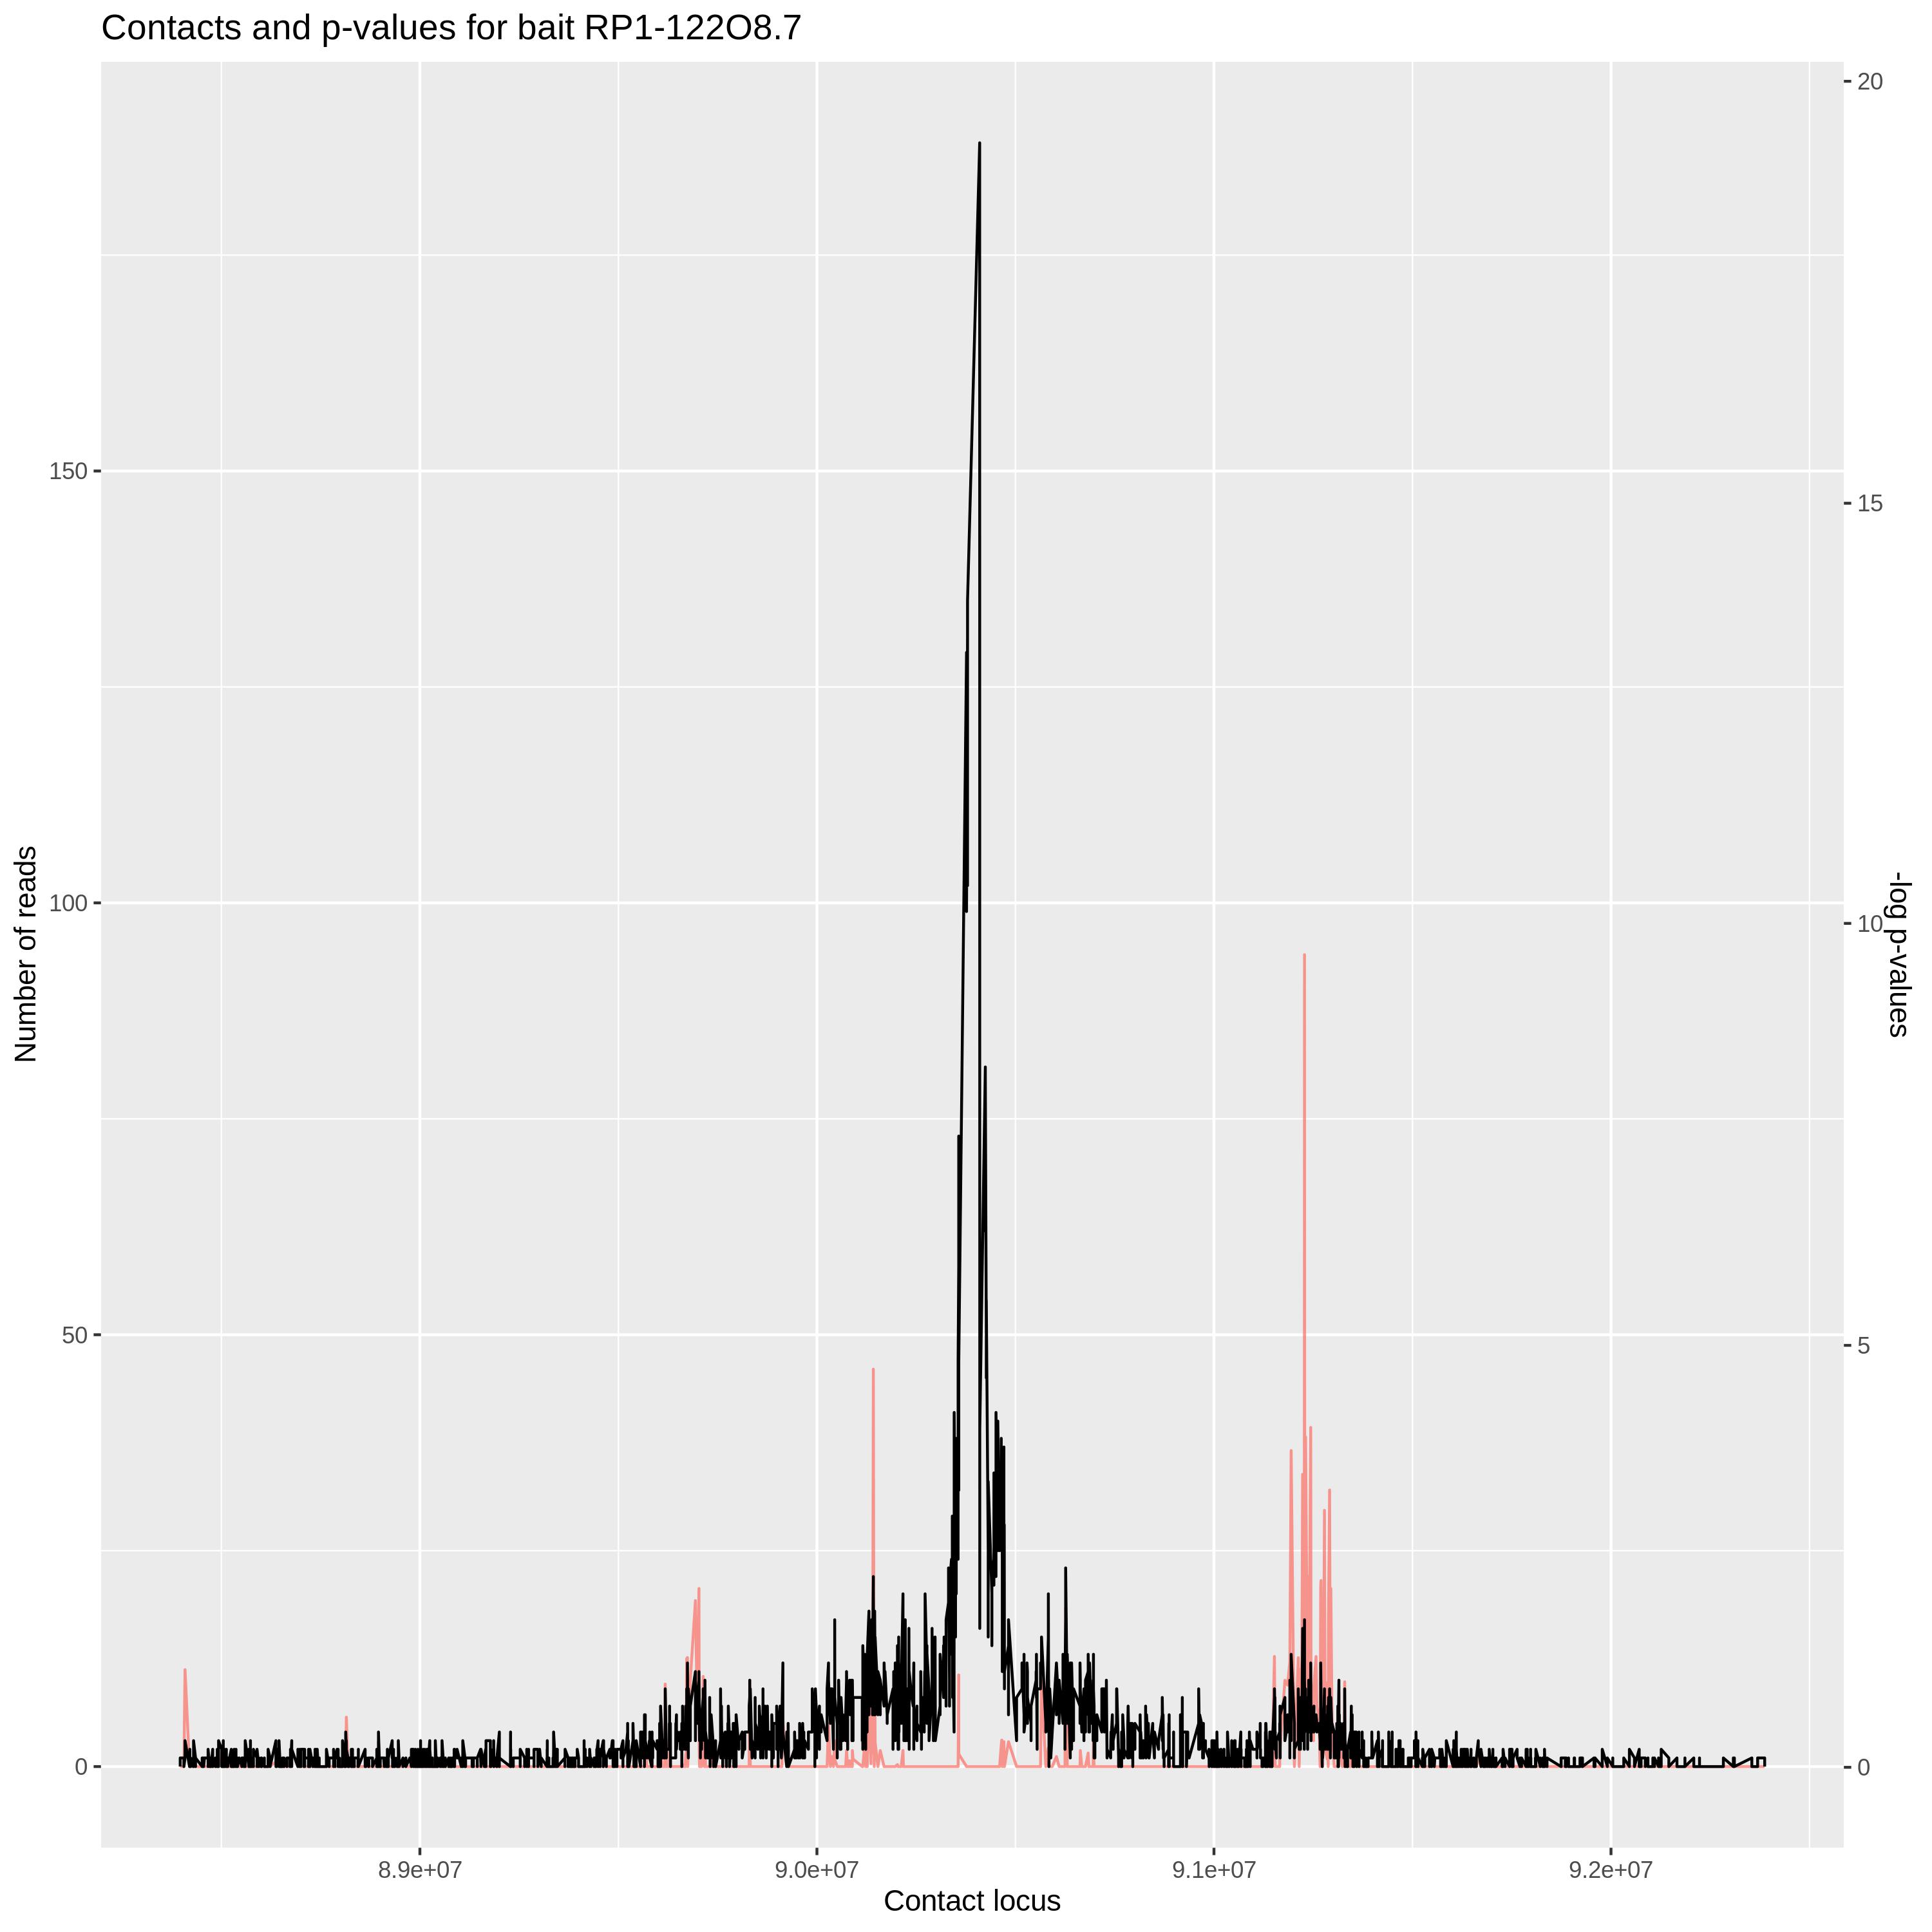 Contacts and p-values for bait RP1-122O8.7
20
150
15
100
10
Number of reads
-log p-values
50
5
0
0
8.9e+07
9.0e+07
9.1e+07
9.2e+07
Contact locus